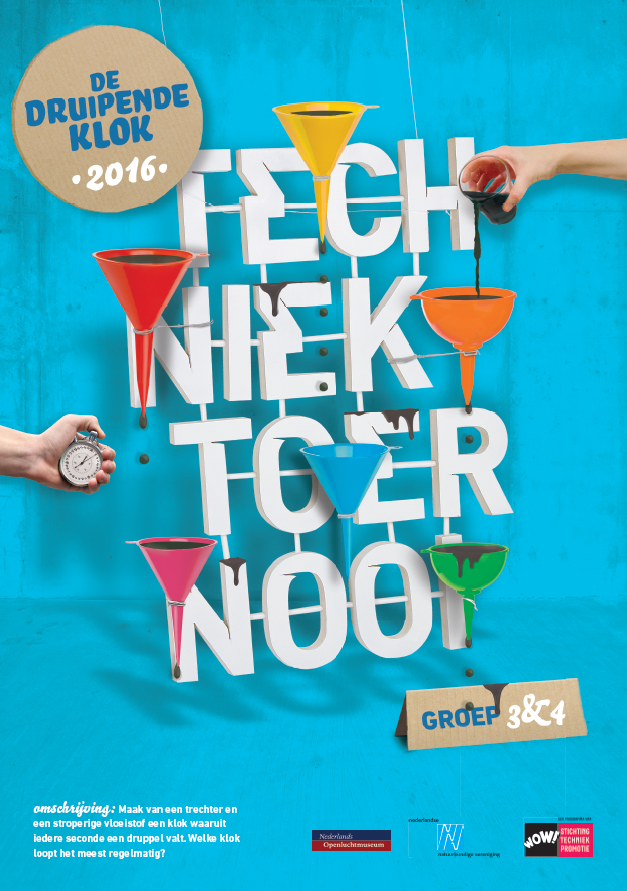 DE
DRUIPENDE
KLOK
•2016•
TECH
NIEK
TOER
NOOI
GROEP 3&4
omschrijving: Maak van een trechter en
een stroperige vloeistof een klok waaruit
iedere seconde een druppel valt. Welke klok
loopt het meest regelmatig?
Nederlands
Openluchtmuseum
nederlandse
natuurkundige vereniging
WOW!
STICHTING
TECHNIEK
PROMOTIE